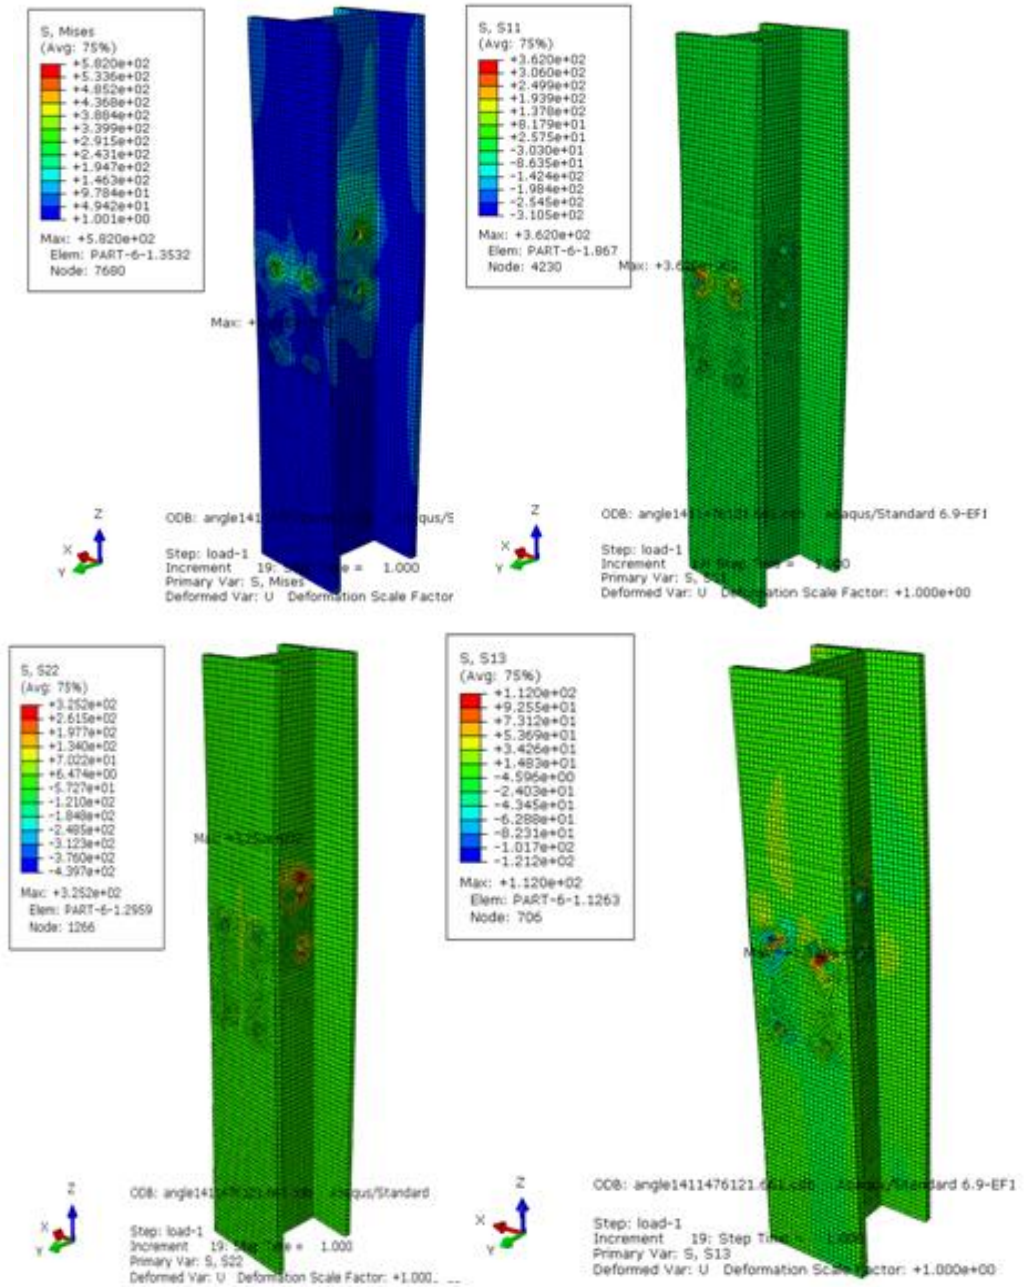 S, Mises
(Avg: 75%)
+5.820e+02
+5.336e+02
+4.852e+02
+4.368e+02
+3.884e+02
+3.399e+02
+2.915e+02
+2.431e+02
+1.947e+02
+1.463e+02
+9.784e+01
+4.942e+01
+1.001e+00
Max: +5.820e+02
Elem: PART-6-1.3532
Node: 7680
Max: +
Z
X
Y
ODB:
Step: load-1
Increment 19: = 1.000
Primary Var: S, Mises
Deformed Var: U Deformation Scale Factor
S, S11
(Avg: 75%)
+3.620e+02
+3.060e+02
+2.499e+02
+1.939e+02
+1.378e+02
+8.179e+01
+2.575e+01
-3.030e+01
-8.635e+01
-1.424e+02
-1.984e+02
-2.545e+02
-3.105e+02
Max: +3.620e+02
Elem: PART-6-1.867
Node: 4230
Z
X
Y
ODB: Abaqus/Standard 6.9-EF1
Step: load-1
Increment
Primary Var: S,
Deformed Var: U Deformation Scale Factor: +1.000e+00
S, S22
(Avg: 75%)
+3.252e+02
+2.615e+02
+1.977e+02
+1.340e+02
+7.022e+01
+6.474e+00
-5.727e+01
-1.210e+02
-1.848e+02
-2.485e+02
-3.123e+02
-3.760e+02
-4.397e+02
Max: +3.252e+02
Elem: PART-6-1.2959
Node: 1266
Z
X
Y
ODB: Abaqus/Standard
Step: load-1
Increment 19: = 1.000
Primary Var: S, S22
Deformed Var: U Deformation Scale Factor: +1.000
S, S13
(Avg: 75%)
+1.120e+02
+9.255e+01
+7.312e+01
+5.369e+01
+3.426e+01
+1.483e+01
-4.596e+00
-2.403e+01
-4.345e+01
-6.288e+01
-8.231e+01
-1.017e+02
-1.212e+02
Max: +1.120e+02
Elem: PART-6-1.1263
Node: 706
Z
X
Y
ODB: Abaqus/Standard 6.9-EF1
Step: load-1
Increment 19: Step
Primary Var: S, S13
Deformed Var: U Deformation Scale Factor: +1.000e+00